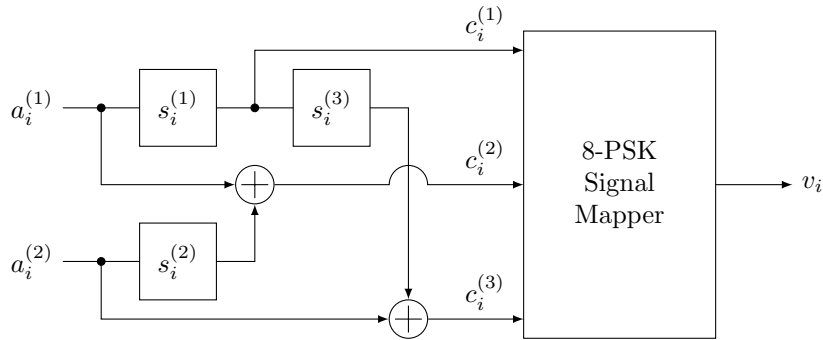 c_i^{(1)}
a_i^{(1)} s_i^{(1)} s_i^{(3)}
c_i^{(2)}
8-PSK
Signal
Mapper
v_i
a_i^{(2)} s_i^{(2)}
c_i^{(3)}